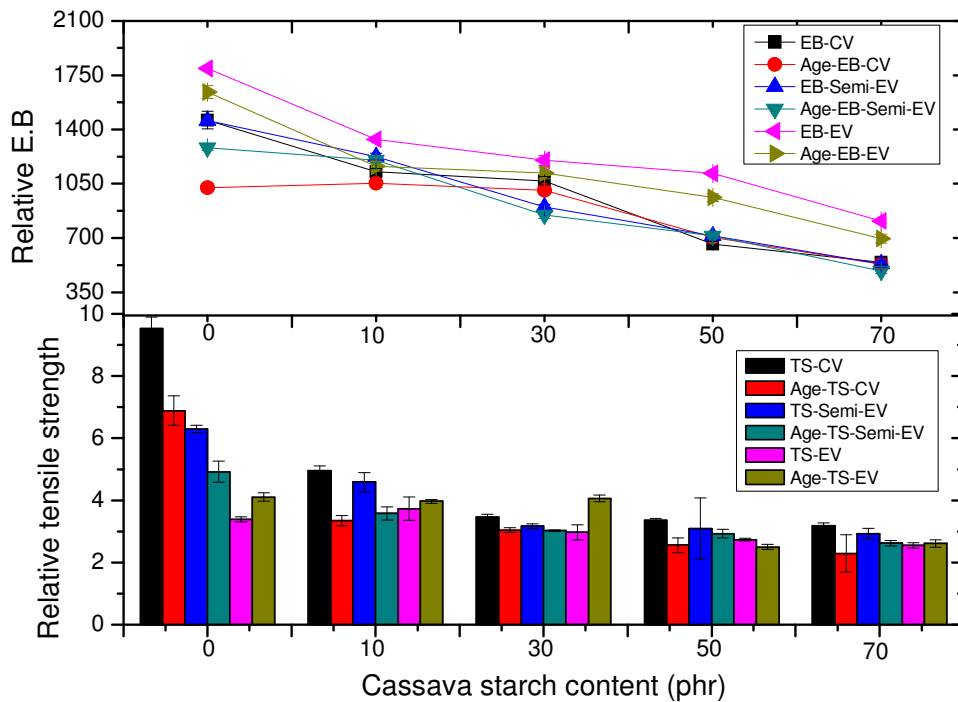 2100
1750
1400
1050
700
350
Relative E.B
EB-CV
Age-EB-CV
EB-Semi-EV
Age-EB-Semi-EV
EB-EV
Age-EB-EV
0 10 30 50 70
10
8
6
4
2
0
Relative tensile strength
TS-CV
Age-TS-CV
TS-Semi-EV
Age-TS-Semi-EV
TS-EV
Age-TS-EV
0 10 30 50 70
Cassava starch content (phr)